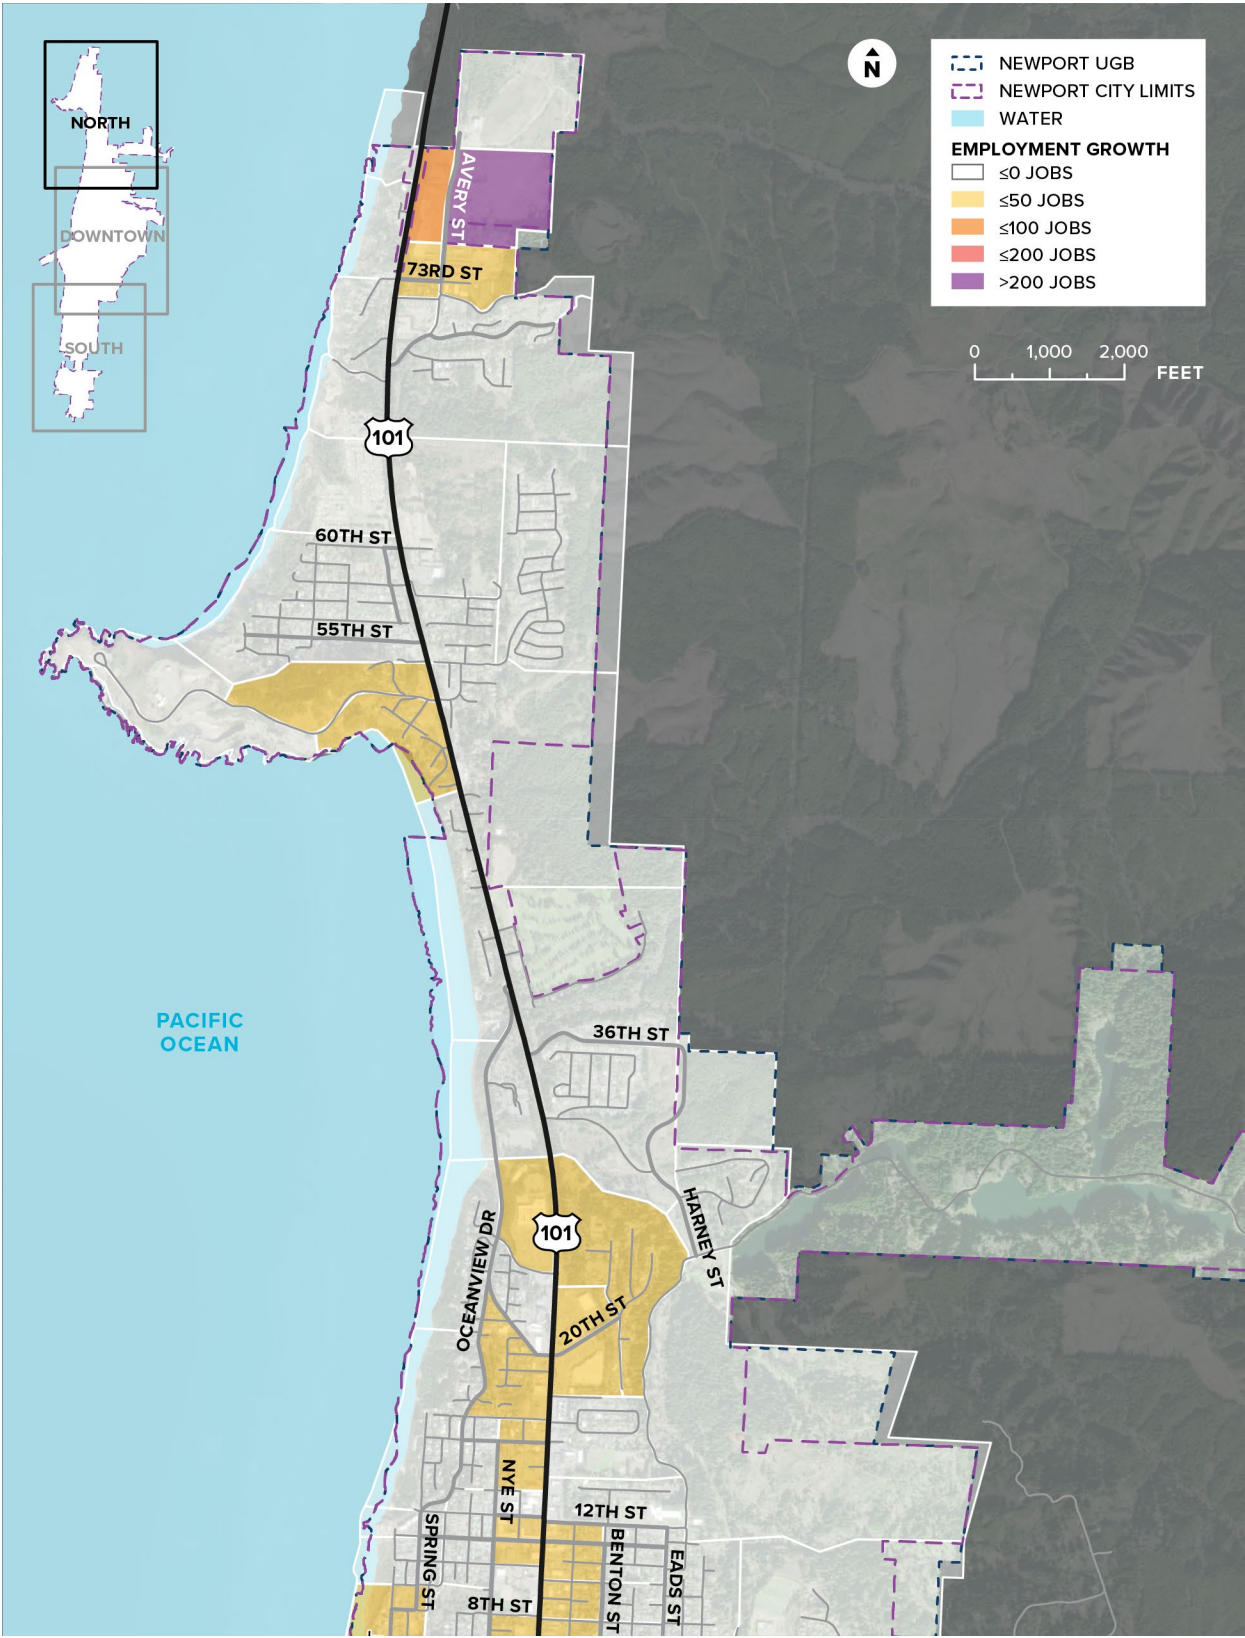 NORTH
DOWNTOWN
SOUTH
N
NEWPORT UGB
NEWPORT CITY LIMITS
WATER
EMPLOYMENT GROWTH
≤0 JOBS
≤50 JOBS
≤100 JOBS
≤200 JOBS
>200 JOBS
0 1,000 2,000
FEET
AVERY ST
73RD ST
101
60TH ST
55TH ST
PACIFIC
OCEAN
36TH ST
HARNEY ST
OCEANVIEW DR
101
20TH ST
NYE ST
12TH ST
SPRING ST
BENTON ST
EADS ST
8TH ST